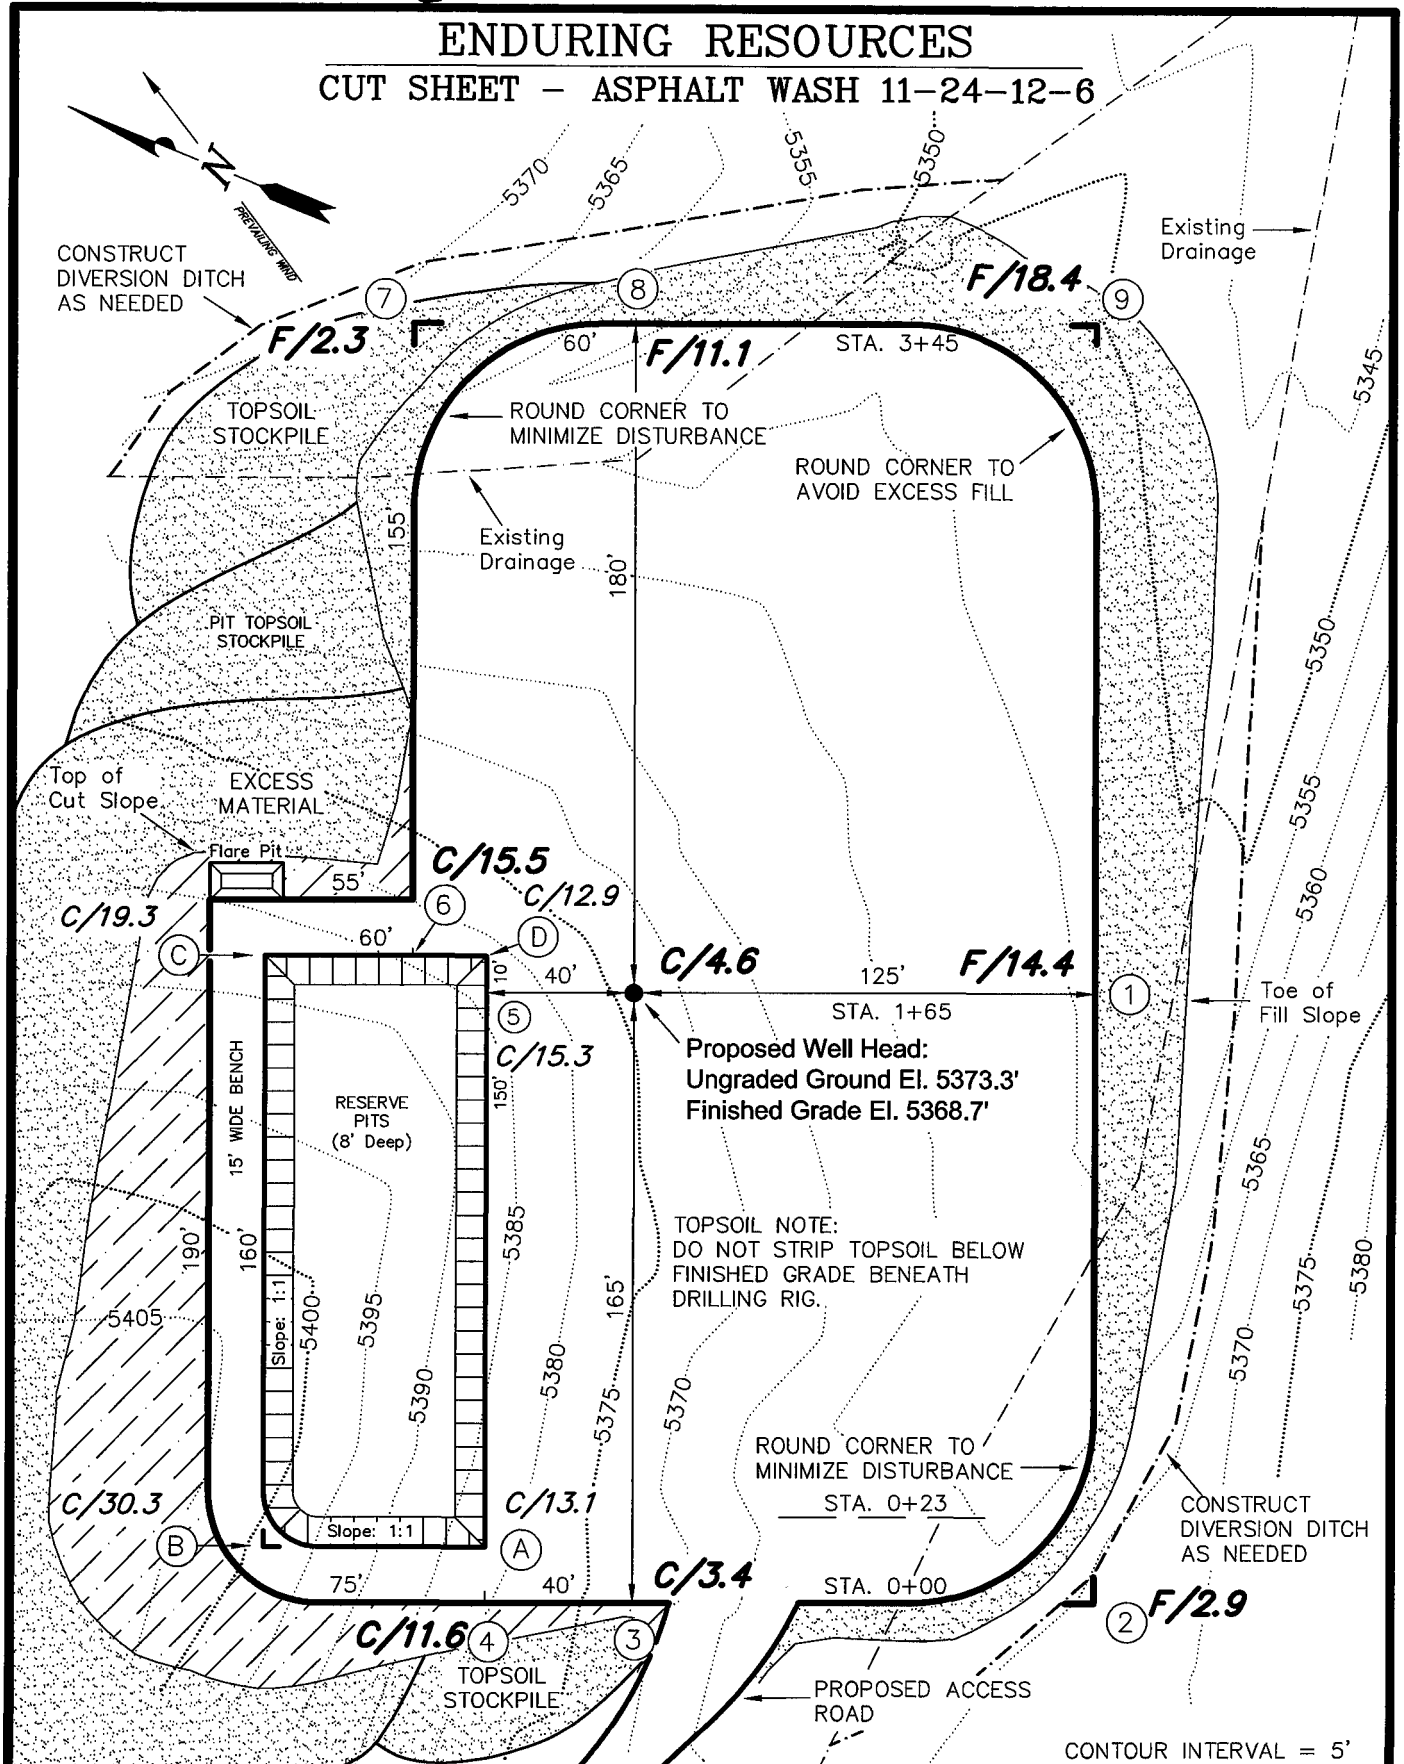 ENDURING RESOURCES
CUT SHEET - ASPHALT WASH 11-24-12-6
N
PREVAILING WIND
5370
5365
5355
5350
Existing
Drainage
CONSTRUCT
DIVERSION DITCH
AS NEEDED
7
8
F/18.4
9
F/2.3
60'
F/11.1
STA. 3+45
5345
TOPSOIL
STOCKPILE
ROUND CORNER TO
MINIMIZE DISTURBANCE
ROUND CORNER TO
AVOID EXCESS FILL
155'
Existing
Drainage
180'
PIT TOPSOIL
STOCKPILE
5350
Top of
Cut Slope
EXCESS
MATERIAL
5355
Flare Pit
55'
C/15.5
C/12.9
5360
C/19.3
6
C
60'
D
10'
40'
C/4.6
125'
F/14.4
1
5
STA. 1+65
Toe of
Fill Slope
C/15.3
Proposed Well Head:
Ungraded Ground El. 5373.3'
Finished Grade El. 5368.7'
15' WIDE BENCH
RESERVE
PITS
(8' Deep)
150'
5365
190'
160'
5385
TOPSOIL NOTE:
DO NOT STRIP TOPSOIL BELOW
FINISHED GRADE BENEATH
DRILLING RIG.
165'
5405
Slope: 1:1
5400
5395
5390
5380
5375
5370
5370
5375
5380
ROUND CORNER TO
MINIMIZE DISTURBANCE
STA. 0+23
C/30.3
C/13.1
CONSTRUCT
DIVERSION DITCH
AS NEEDED
B
Slope: 1:1
A
75'
40'
C/3.4
STA. 0+00
2
F/2.9
C/11.6
4
3
TOPSOIL
STOCKPILE
PROPOSED ACCESS
ROAD
CONTOUR INTERVAL = 5'